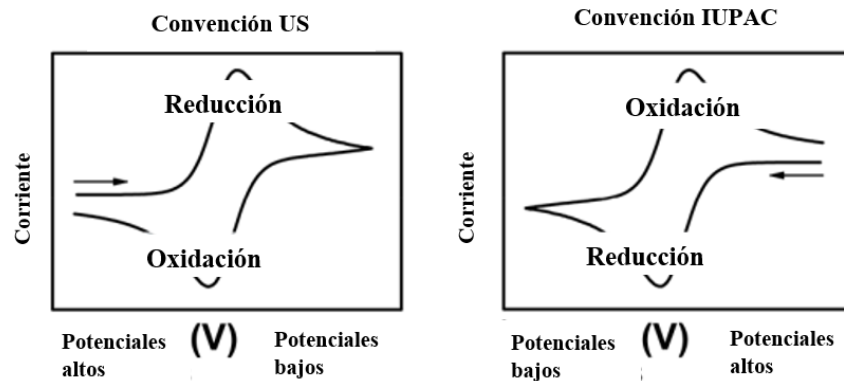 Convención US
Corriente
Reducción
Oxidación
Potenciales
altos
(V)
Potenciales
bajos
Convención IUPAC
Corriente
Oxidación
Reducción
Potenciales
bajos
(V)
Potenciales
altos